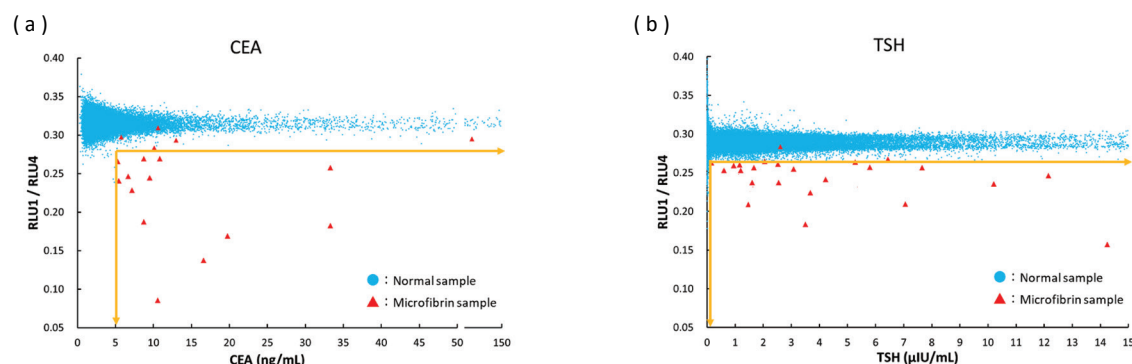 ( a )
CEA
RLU1 / RLU4
0.40
0.35
0.30
0.25
0.20
0.15
0.10
0.05
0 5 10 15 20 25 30 35 40 45 50 150
CEA (ng/mL)
: Normal sample
: Microfibrin sample
( b )
TSH
RLU1 / RLU4
0.40
0.35
0.30
0.25
0.20
0.15
0.10
0.05
0 1 2 3 4 5 6 7 8 9 10 11 12 13 14 15
TSH (μIU/mL)
: Normal sample
: Microfibrin sample